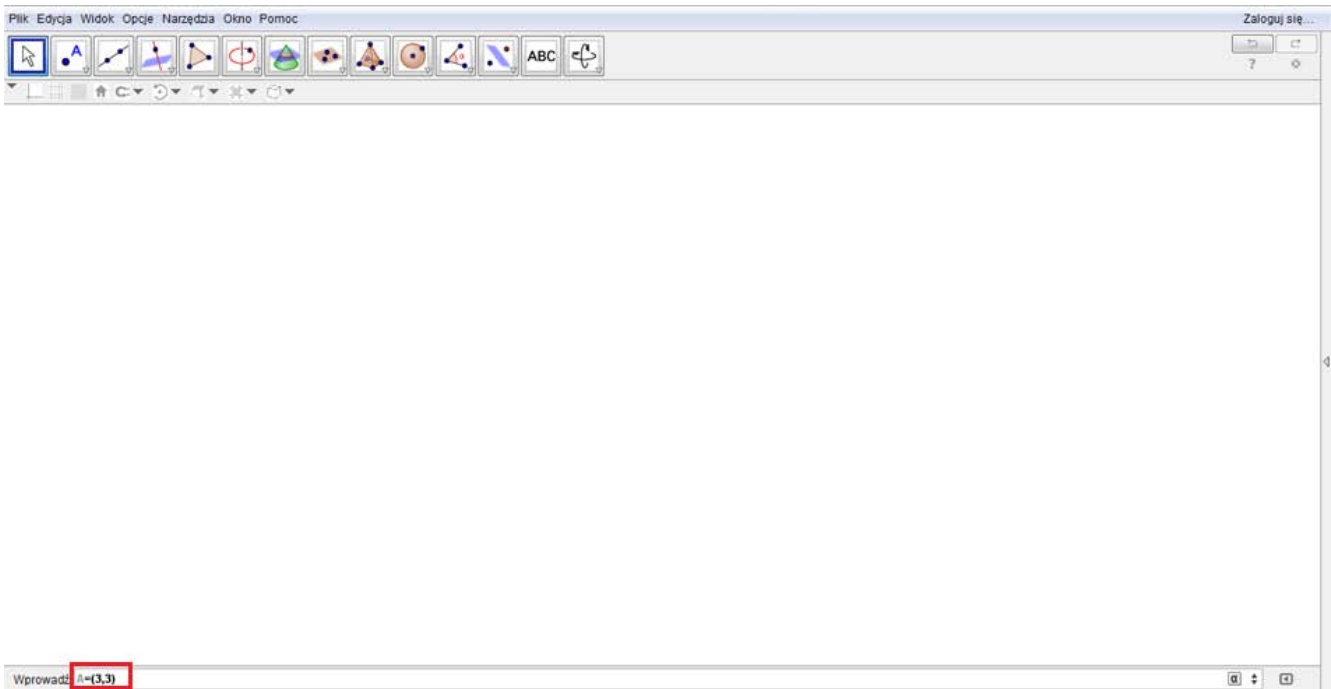 Plik Edycja Widok Opcje Narzędzia Okno Pomoc Zaloguj się...
A ABC
?
Wprowadź: A=(3,3) α